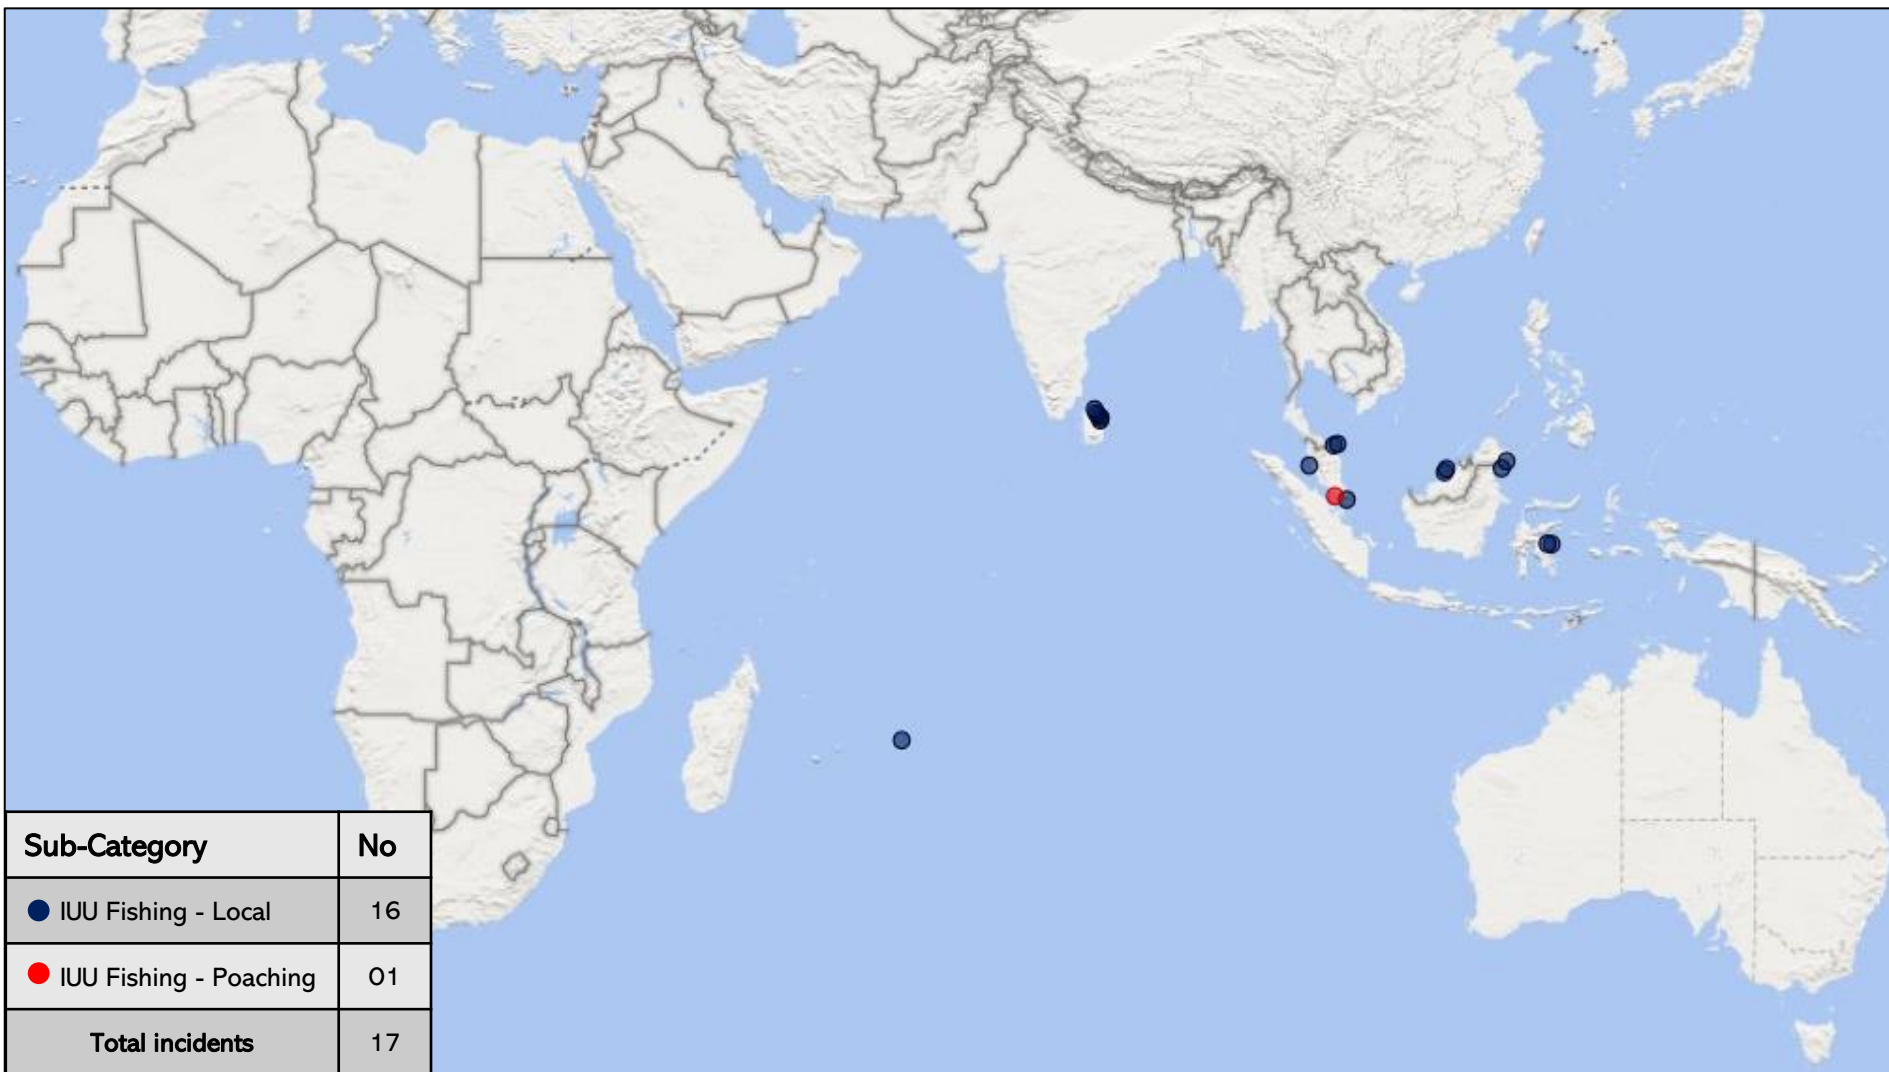 Sub-Category No
IUU Fishing - Local 16
IUU Fishing - Poaching 01
Total incidents 17